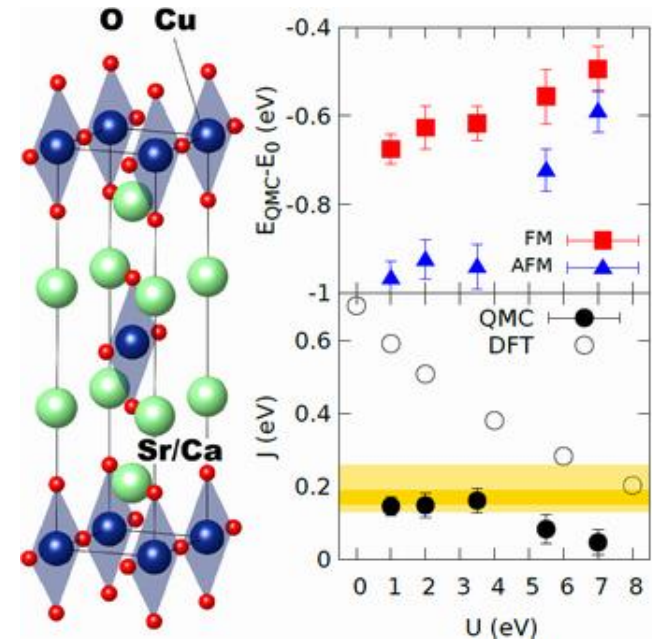 O Cu
Sr/Ca
E_QMC-E_0 (eV)
-0.4
-0.6
-0.8
-1
FM
AFM
J (eV)
0.6
0.4
0.2
0
QMC
DFT
0 1 2 3 4 5 6 7 8
U (eV)